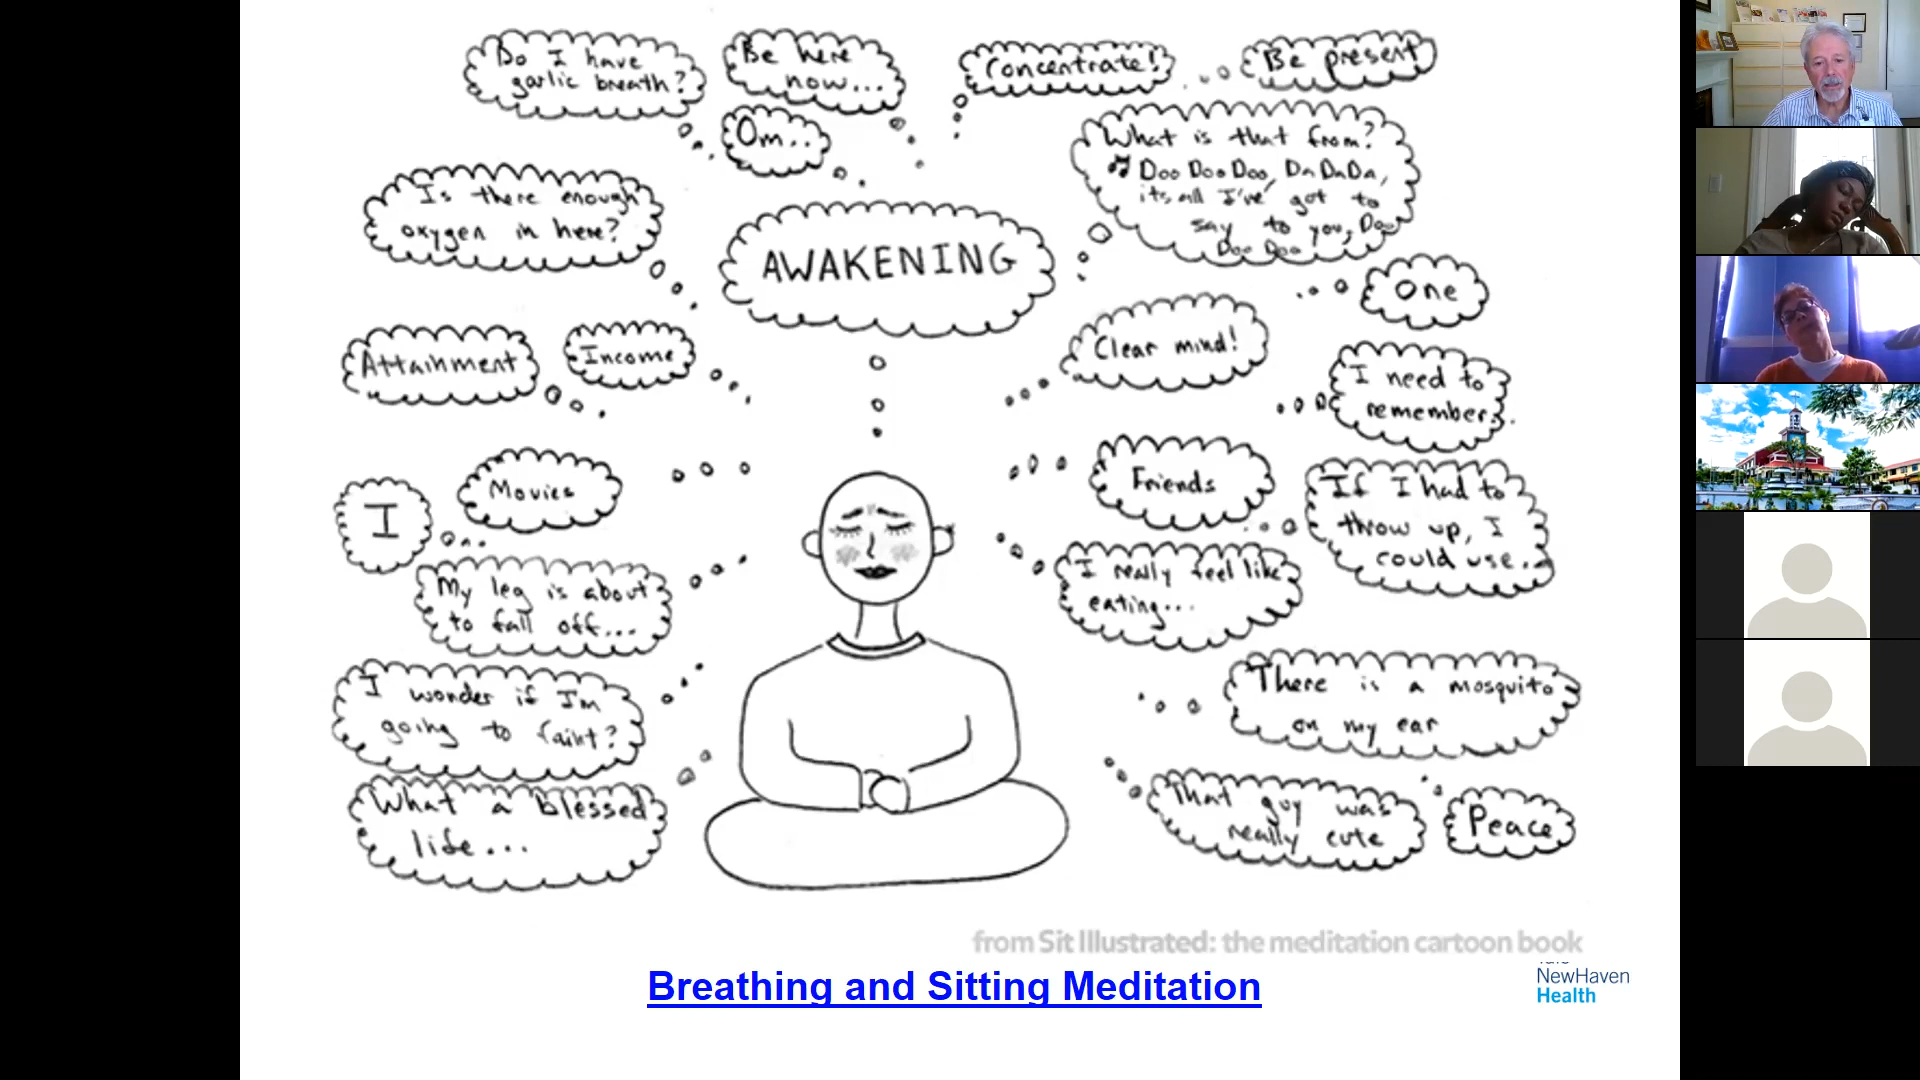 Do I have
garlic breath?
Be here
now...
Concentrate!
Be present
Om..
What is that from?
Doo Doo Doo, Da Da Da,
its all I've got to
say to you, Doo
Doo Doo
Is there enough
oxygen in here?
AWAKENING
One
Attainment
Income
Clear mind!
I need to
remember..
I
Movies
Friends
If I had to
throw up, I
could use..
My leg is about
to fall off...
I really feel like
eating...
I wonder if I'm
going to faint?
There is a mosquito
on my ear
What a blessed
life...
That guy was
really cute
Peace
from Sit Illustrated: the meditation cartoon book
Breathing and Sitting Meditation
NewHaven
Health